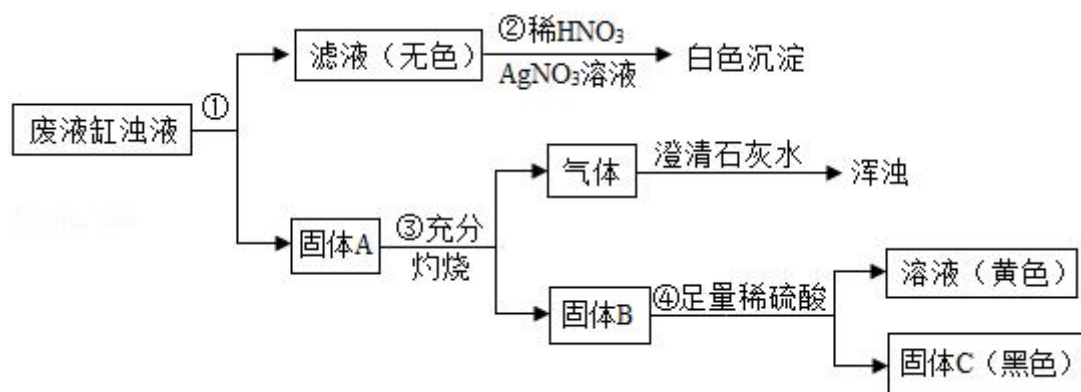 ②稀HNO₃
滤液（无色）
AgNO₃溶液
白色沉淀
①
废液缸浊液
气体
澄清石灰水
浑浊
固体A
③充分
灼烧
固体B
④足量稀硫酸
溶液（黄色）
固体C（黑色）